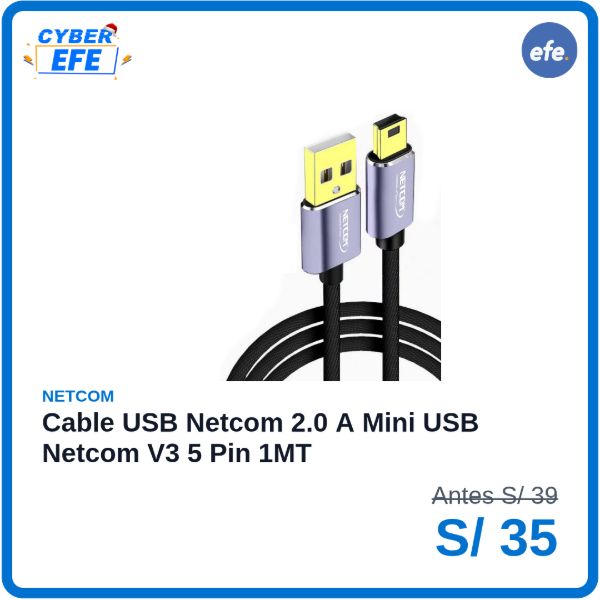 CYBER
EFE
efe.
NETCOM
NETCOM
NETCOM
Cable USB Netcom 2.0 A Mini USB
Netcom V3 5 Pin 1MT
Antes S/ 39
S/ 35